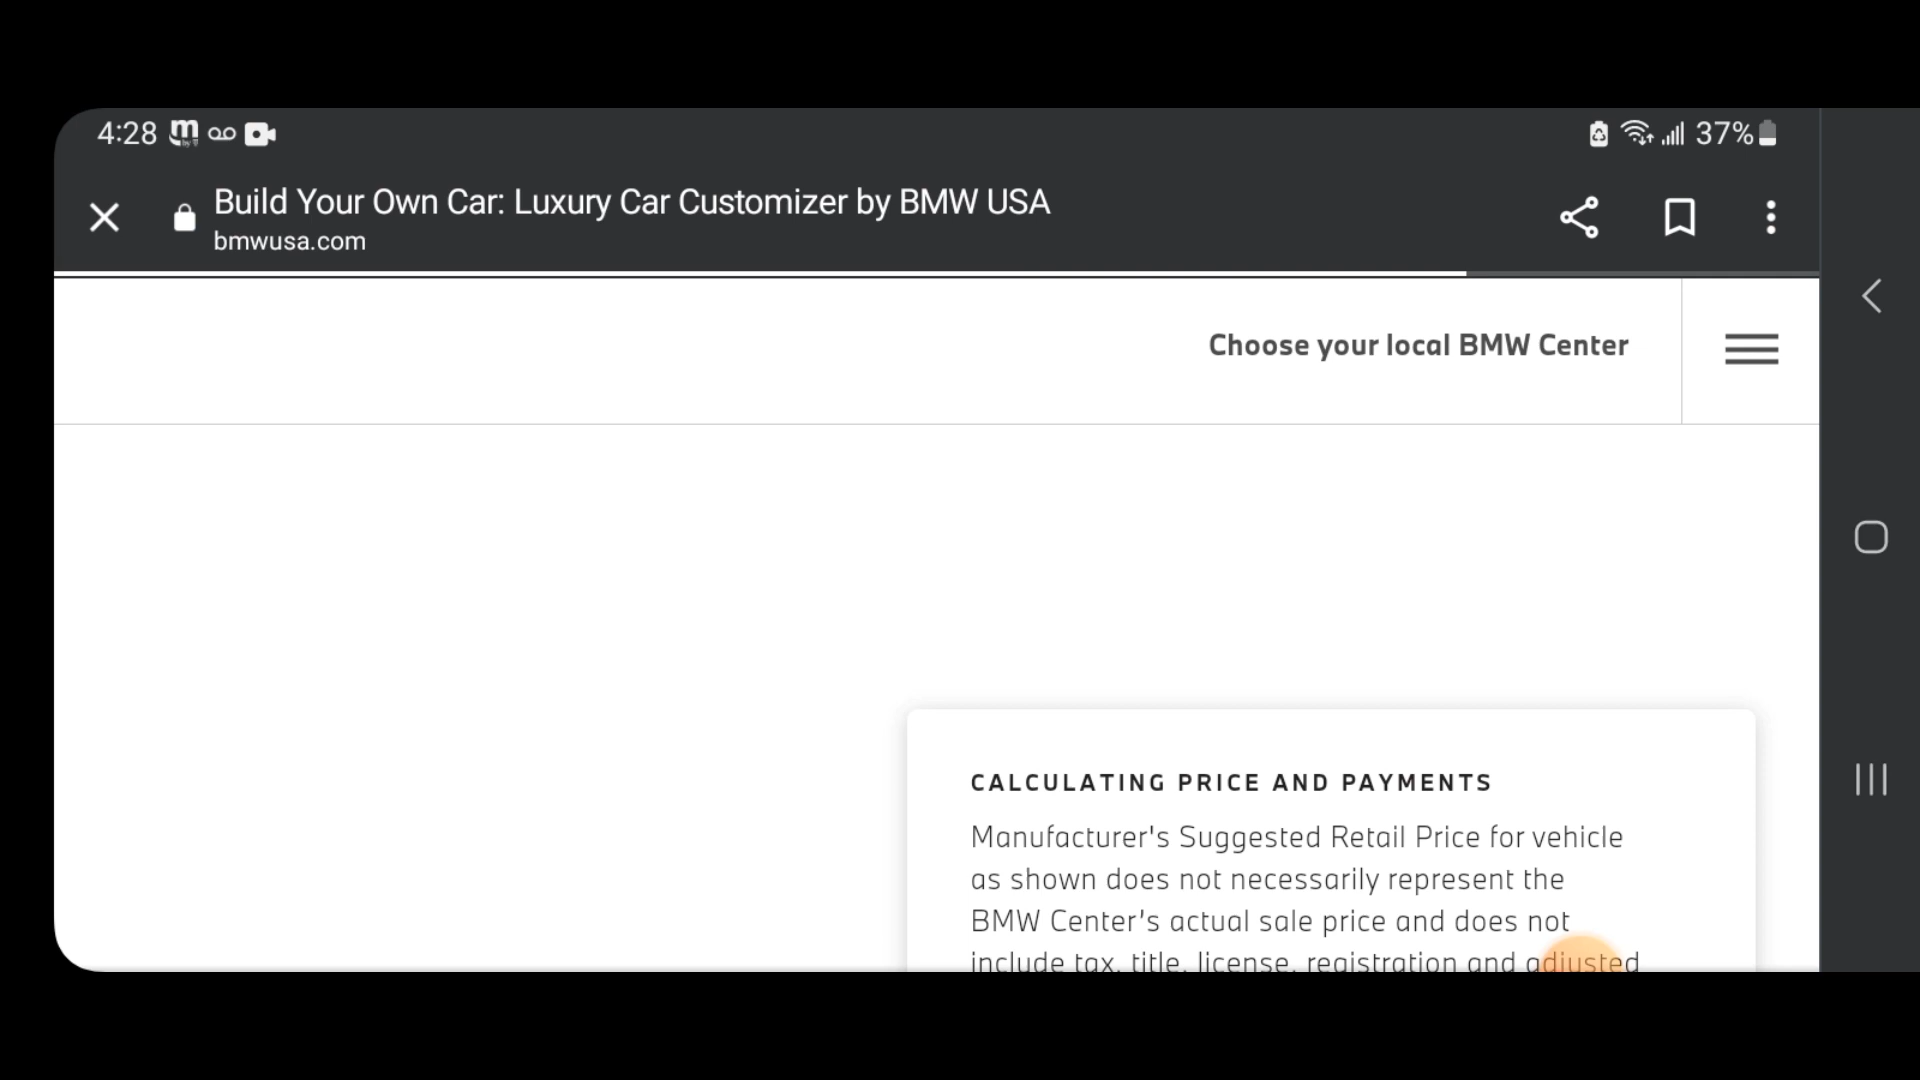 4:28
37%
Build Your Own Car: Luxury Car Customizer by BMW USA
bmwusa.com
Choose your local BMW Center
CALCULATING PRICE AND PAYMENTS
Manufacturer's Suggested Retail Price for vehicle
as shown does not necessarily represent the
BMW Center's actual sale price and does not
include tax, title, license, registration and adjusted